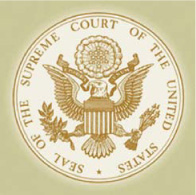 SEAL OF THE SUPREME COURT OF THE UNITED STATES